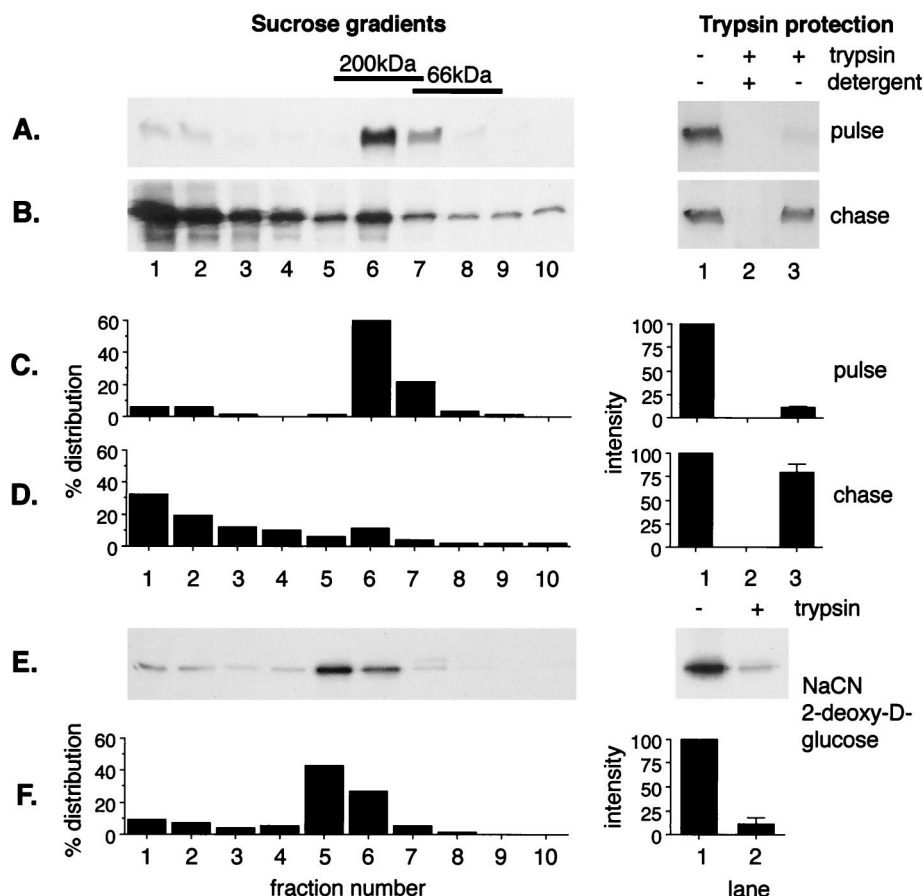 Sucrose gradients
Trypsin protection
200kDa
66kDa
- + + trypsin
- + - detergent
A.
pulse
B.
chase
1 2 3 4 5 6 7 8 9 10
1 2 3
C.
% distribution
60
40
20
0
intensity
100
75
50
25
0
pulse
D.
60
40
20
0
100
75
50
25
0
chase
1 2 3 4 5 6 7 8 9 10
1 2 3
- + trypsin
E.
NaCN
2-deoxy-D-
glucose
F.
% distribution
60
40
20
0
intensity
100
75
50
25
0
1 2 3 4 5 6 7 8 9 10
1 2
fraction number
lane